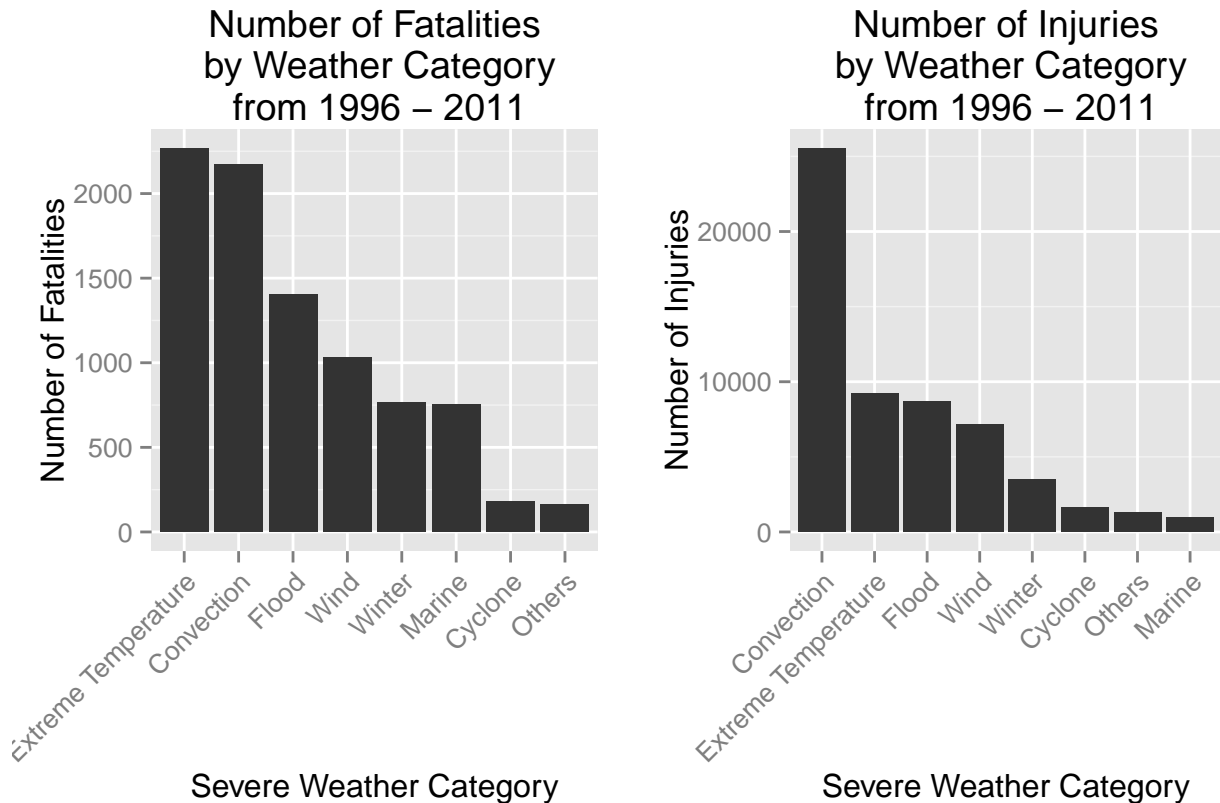 Number of Fatalities
by Weather Category
from 1996 – 2011
Number of Fatalities
2000
1500
1000
500
0
Extreme Temperature
Convection
Flood
Wind
Winter
Marine
Cyclone
Others
Severe Weather Category
Number of Injuries
by Weather Category
from 1996 – 2011
Number of Injuries
20000
10000
0
Convection
Extreme Temperature
Flood
Wind
Winter
Cyclone
Others
Marine
Severe Weather Category